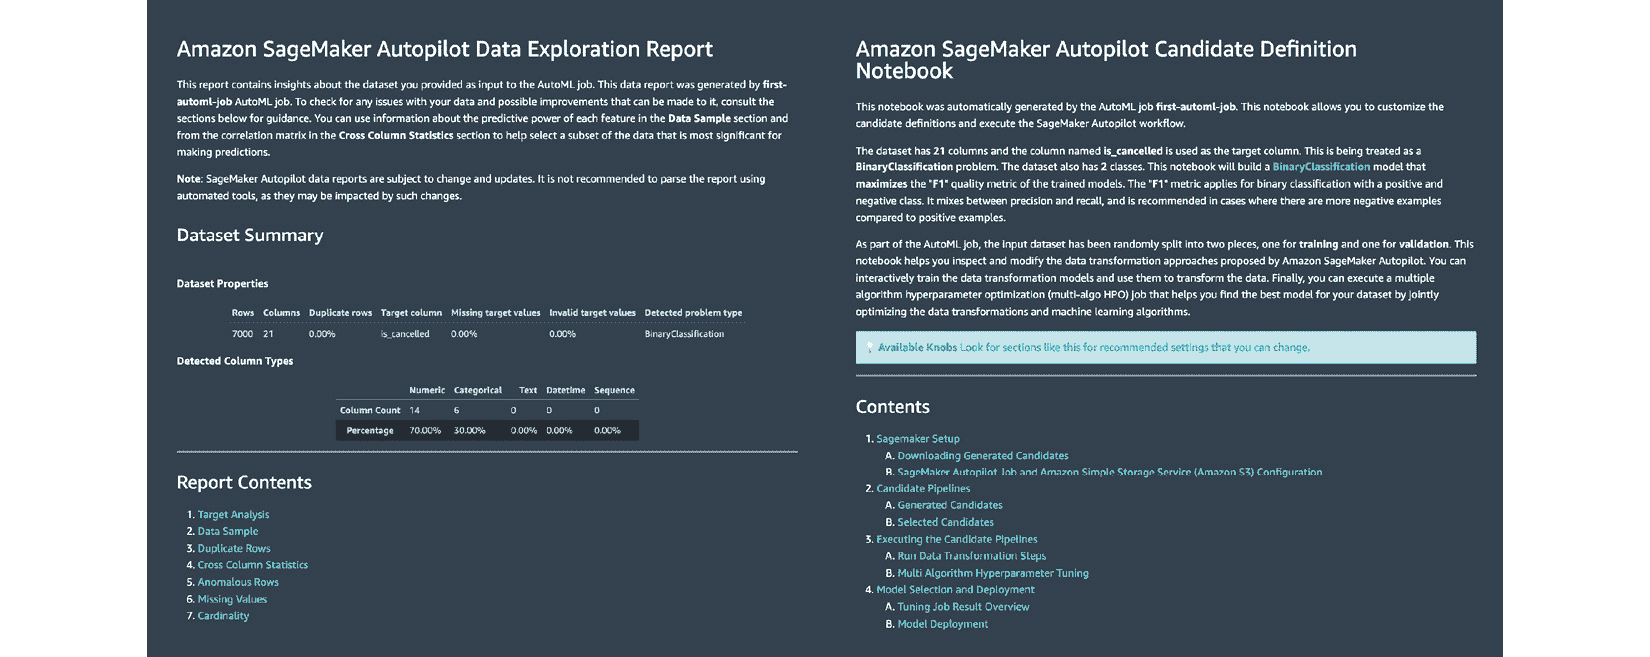 Amazon SageMaker Autopilot Data Exploration Report
This report contains insights about the dataset you provided as input to the AutoML job. This data report was generated by first-
automl-job AutoML job. To check for any issues with your data and possible improvements that can be made to it, consult the
sections below for guidance. You can use information about the predictive power of each feature in the Data Sample section and
from the correlation matrix in the Cross Column Statistics section to help select a subset of the data that is most significant for
making predictions.
Note: SageMaker Autopilot data reports are subject to change and updates. It is not recommended to parse the report using
automated tools, as they may be impacted by such changes.
Dataset Summary
Dataset Properties
Rows Columns Duplicate rows Target column Missing target values Invalid target values Detected problem type
7000 21 0.00% is_cancelled 0.00% 0.00% BinaryClassification
Detected Column Types
Numeric Categorical Text Datetime Sequence
Column Count 14 6 0 0 0
Percentage 70.00% 30.00% 0.00% 0.00% 0.00%
Report Contents
1. Target Analysis
2. Data Sample
3. Duplicate Rows
4. Cross Column Statistics
5. Anomalous Rows
6. Missing Values
7. Cardinality
Amazon SageMaker Autopilot Candidate Definition
Notebook
This notebook was automatically generated by the AutoML job first-automl-job. This notebook allows you to customize the
candidate definitions and execute the SageMaker Autopilot workflow.
The dataset has 21 columns and the column named is_cancelled is used as the target column. This is being treated as a
BinaryClassification problem. The dataset also has 2 classes. This notebook will build a BinaryClassification model that
maximizes the "F1" quality metric of the trained models. The "F1" metric applies for binary classification with a positive and
negative class. It mixes between precision and recall, and is recommended in cases where there are more negative examples
compared to positive examples.
As part of the AutoML job, the input dataset has been randomly split into two pieces, one for training and one for validation. This
notebook helps you inspect and modify the data transformation approaches proposed by Amazon SageMaker Autopilot. You can
interactively train the data transformation models and use them to transform the data. Finally, you can execute a multiple
algorithm hyperparameter optimization (multi-algo HPO) job that helps you find the best model for your dataset by jointly
optimizing the data transformations and machine learning algorithms.
Available Knobs Look for sections like this for recommended settings that you can change.
Contents
1. Sagemaker Setup
A. Downloading Generated Candidates
B. SageMaker Autopilot Job and Amazon Simple Storage Service (Amazon S3) Configuration
2. Candidate Pipelines
A. Generated Candidates
B. Selected Candidates
3. Executing the Candidate Pipelines
A. Run Data Transformation Steps
B. Multi Algorithm Hyperparameter Tuning
4. Model Selection and Deployment
A. Tuning Job Result Overview
B. Model Deployment